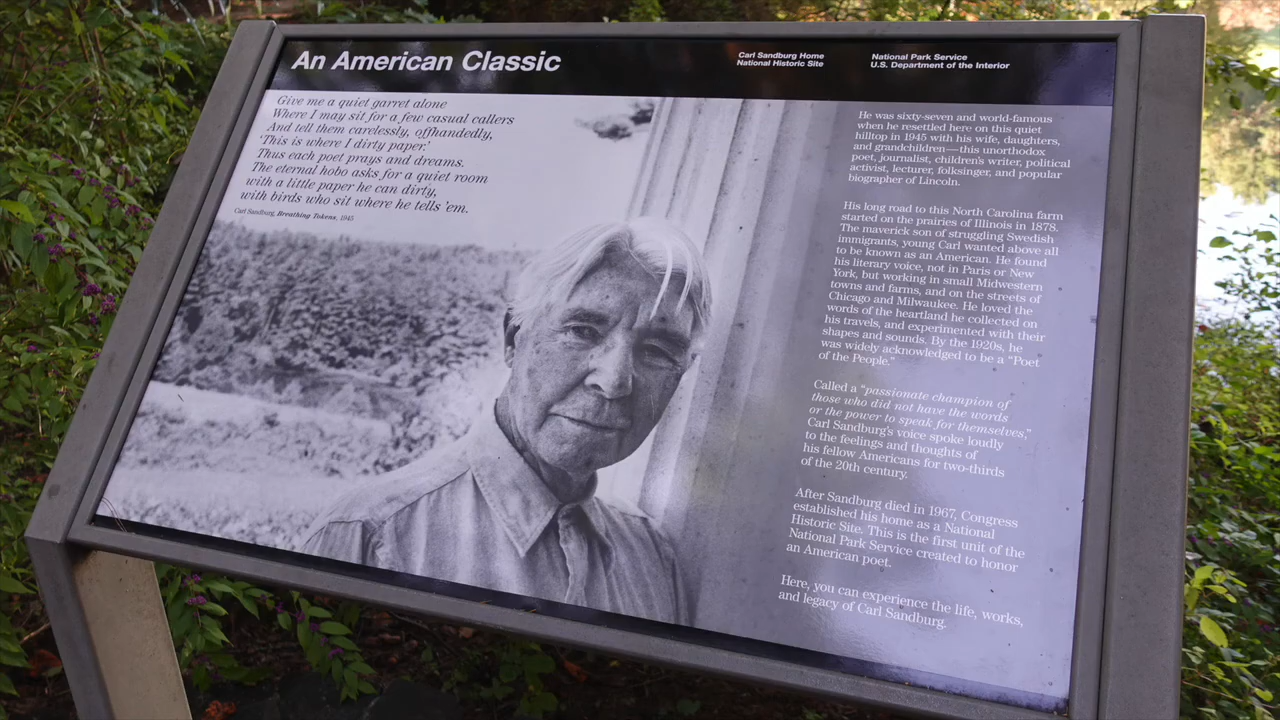 An American Classic
Carl Sandburg Home
National Historic Site
National Park Service
U.S. Department of the Interior
Give me a quiet garret alone
Where I may sit for a few casual callers
And tell them carelessly, offhandedly,
‘This is where I dirty paper.’
Thus each poet prays and dreams.
The eternal hobo asks for a quiet room
with a little paper he can dirty,
with birds who sit where he tells ’em.
Carl Sandburg, Breathing Tokens, 1945
He was sixty-seven and world-famous
when he resettled here on this quiet
hilltop in 1945 with his wife, daughters,
and grandchildren—this unorthodox
poet, journalist, children’s writer, political
activist, lecturer, folksinger, and popular
biographer of Lincoln.
His long road to this North Carolina farm
started on the prairies of Illinois in 1878.
The maverick son of struggling Swedish
immigrants, young Carl wanted above all
to be known as an American. He found
his literary voice, not in Paris or New
York, but working in small Midwestern
towns and farms, and on the streets of
Chicago and Milwaukee. He loved the
words of the heartland he collected on
his travels, and experimented with their
shapes and sounds. By the 1920s, he
was widely acknowledged to be a “Poet
of the People.”
Called a “passionate champion of
those who did not have the words
or the power to speak for themselves,”
Carl Sandburg’s voice spoke loudly
to the feelings and thoughts of
his fellow Americans for two-thirds
of the 20th century.
After Sandburg died in 1967, Congress
established his home as a National
Historic Site. This is the first unit of the
National Park Service created to honor
an American poet.
Here, you can experience the life, works,
and legacy of Carl Sandburg.